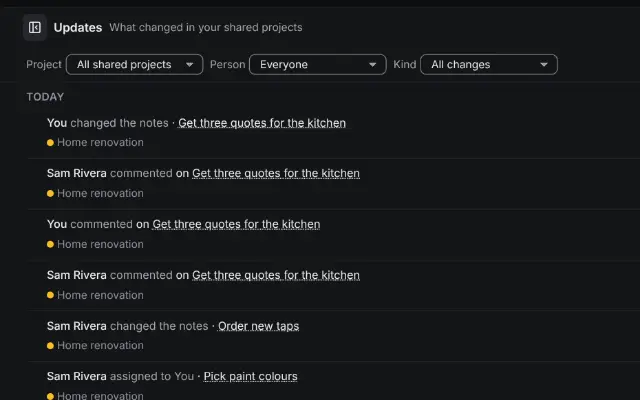 Updates What changed in your shared projects
Project All shared projects Person Everyone Kind All changes
TODAY
You changed the notes · Get three quotes for the kitchen
Home renovation
Sam Rivera commented on Get three quotes for the kitchen
Home renovation
You commented on Get three quotes for the kitchen
Home renovation
Sam Rivera commented on Get three quotes for the kitchen
Home renovation
Sam Rivera changed the notes · Order new taps
Home renovation
Sam Rivera assigned to You · Pick paint colours
Home renovation